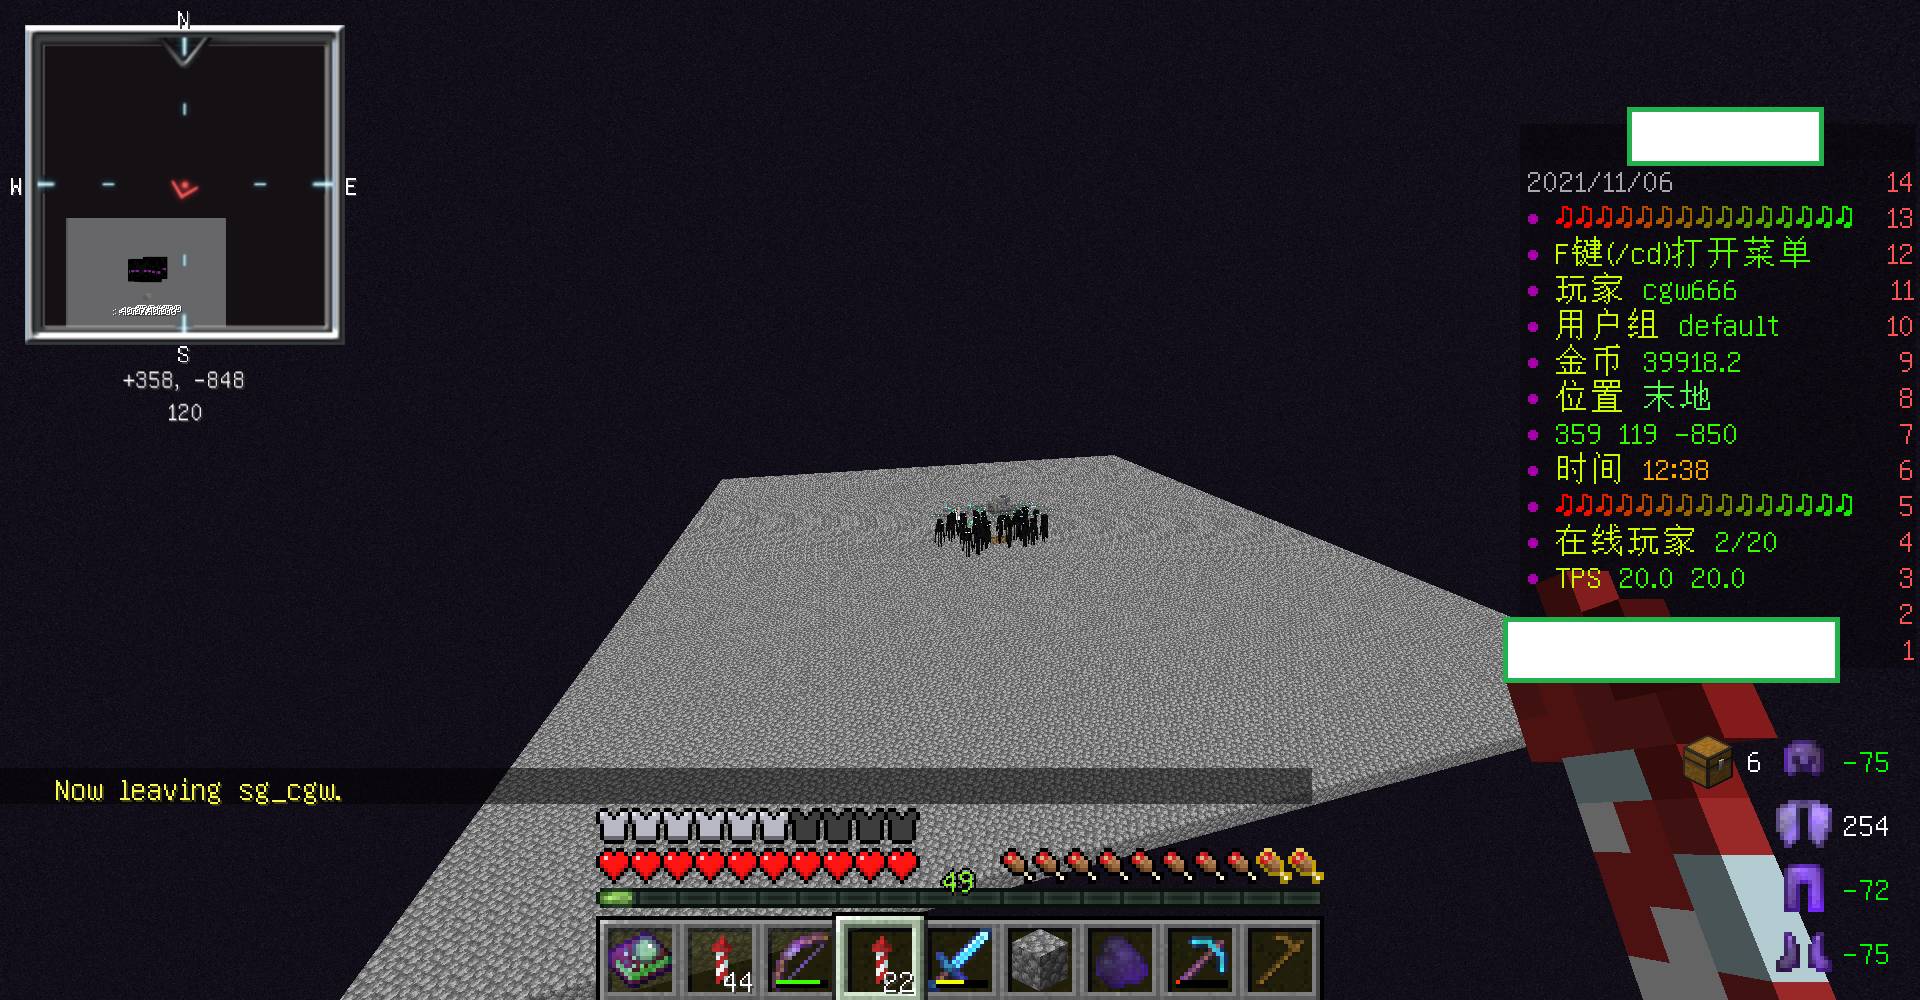 N
W
E
S
+358, -848
120
2021/11/06 14
♫♫♫♫♫♫♫♫♫♫♫♫♫♫♫ 13
F键(/cd)打开菜单 12
玩家 cgw666 11
用户组 default 10
金币 39918.2 9
位置 末地 8
359 119 -850 7
时间 12:38 6
♫♫♫♫♫♫♫♫♫♫♫♫♫♫♫ 5
在线玩家 2/20 4
TPS 20.0 20.0 3
2
1
6 -75
254
-72
-75
Now leaving sg_cgw.
49
44
22